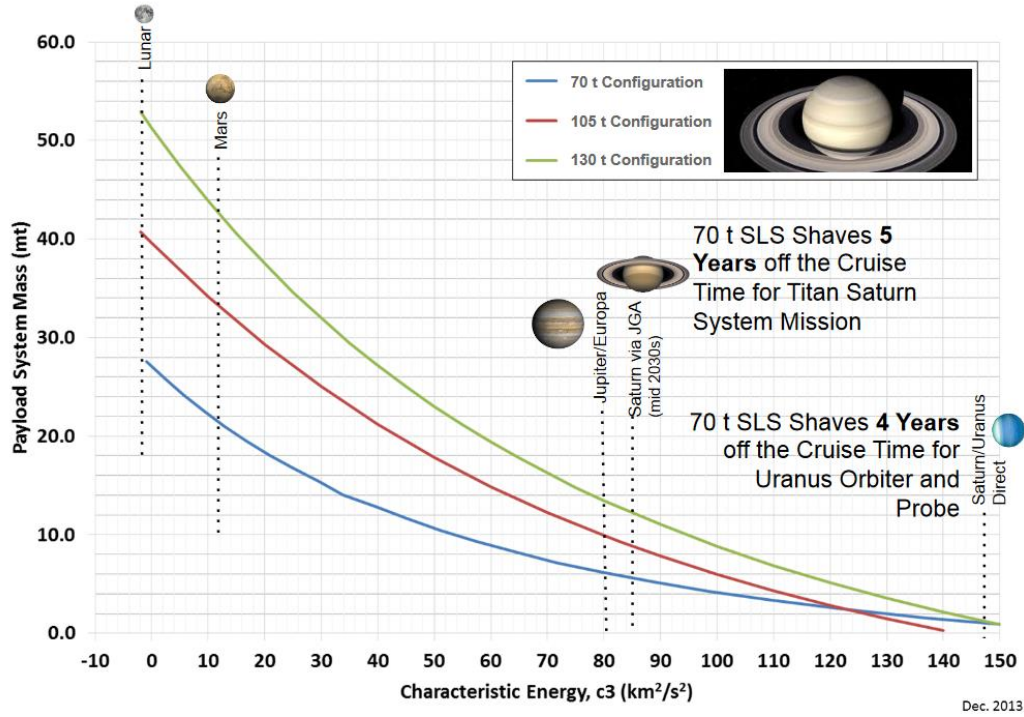 Lunar
Mars
70 t Configuration
105 t Configuration
130 t Configuration
70 t SLS Shaves 5
Years off the Cruise
Time for Titan Saturn
System Mission
Jupiter/Europa
Saturn via JGA
(mid 2030s)
70 t SLS Shaves 4 Years
off the Cruise Time for
Uranus Orbiter and
Probe
Saturn/Uranus
Direct
Payload System Mass (mt)
60.0
50.0
40.0
30.0
20.0
10.0
0.0
-10 0 10 20 30 40 50 60 70 80 90 100 110 120 130 140 150
Characteristic Energy, c3 (km²/s²)
Dec. 2013